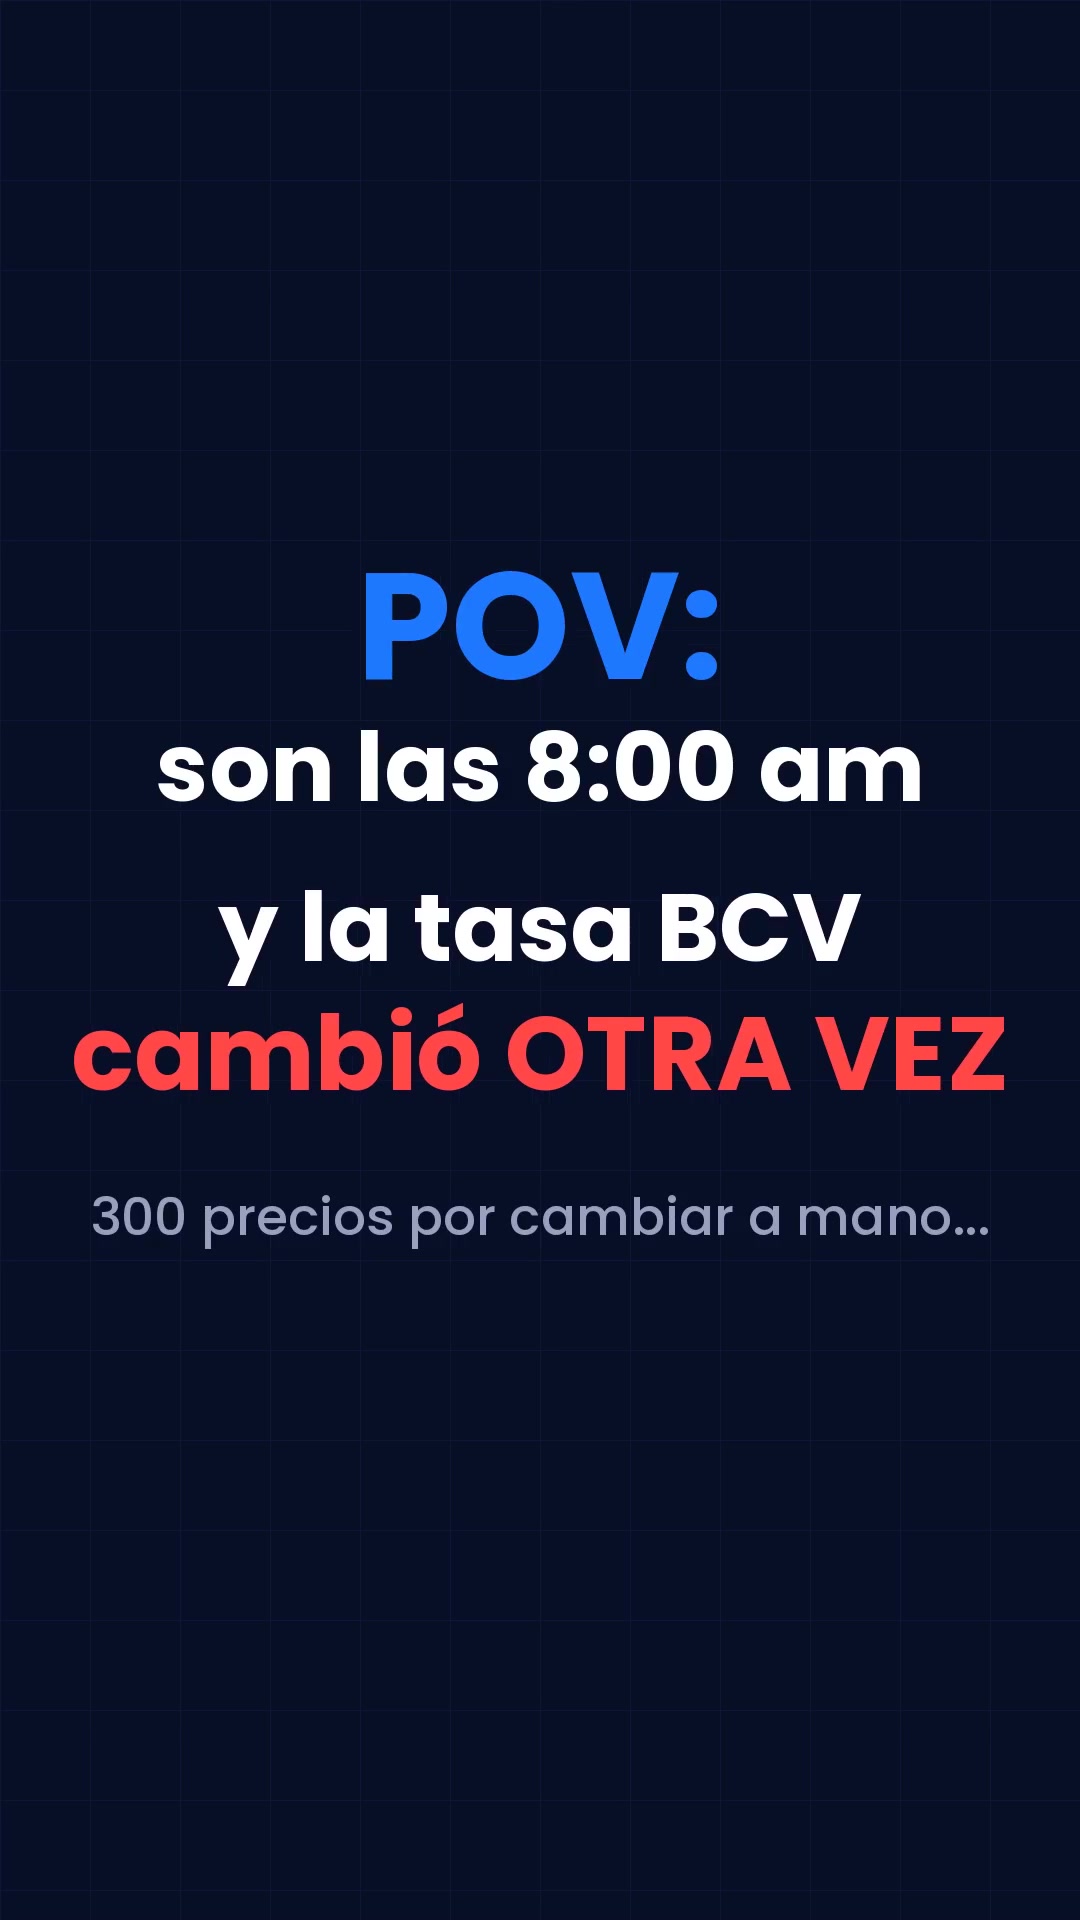 POV:
son las 8:00 am
y la tasa BCV
cambió OTRA VEZ
300 precios por cambiar a mano...